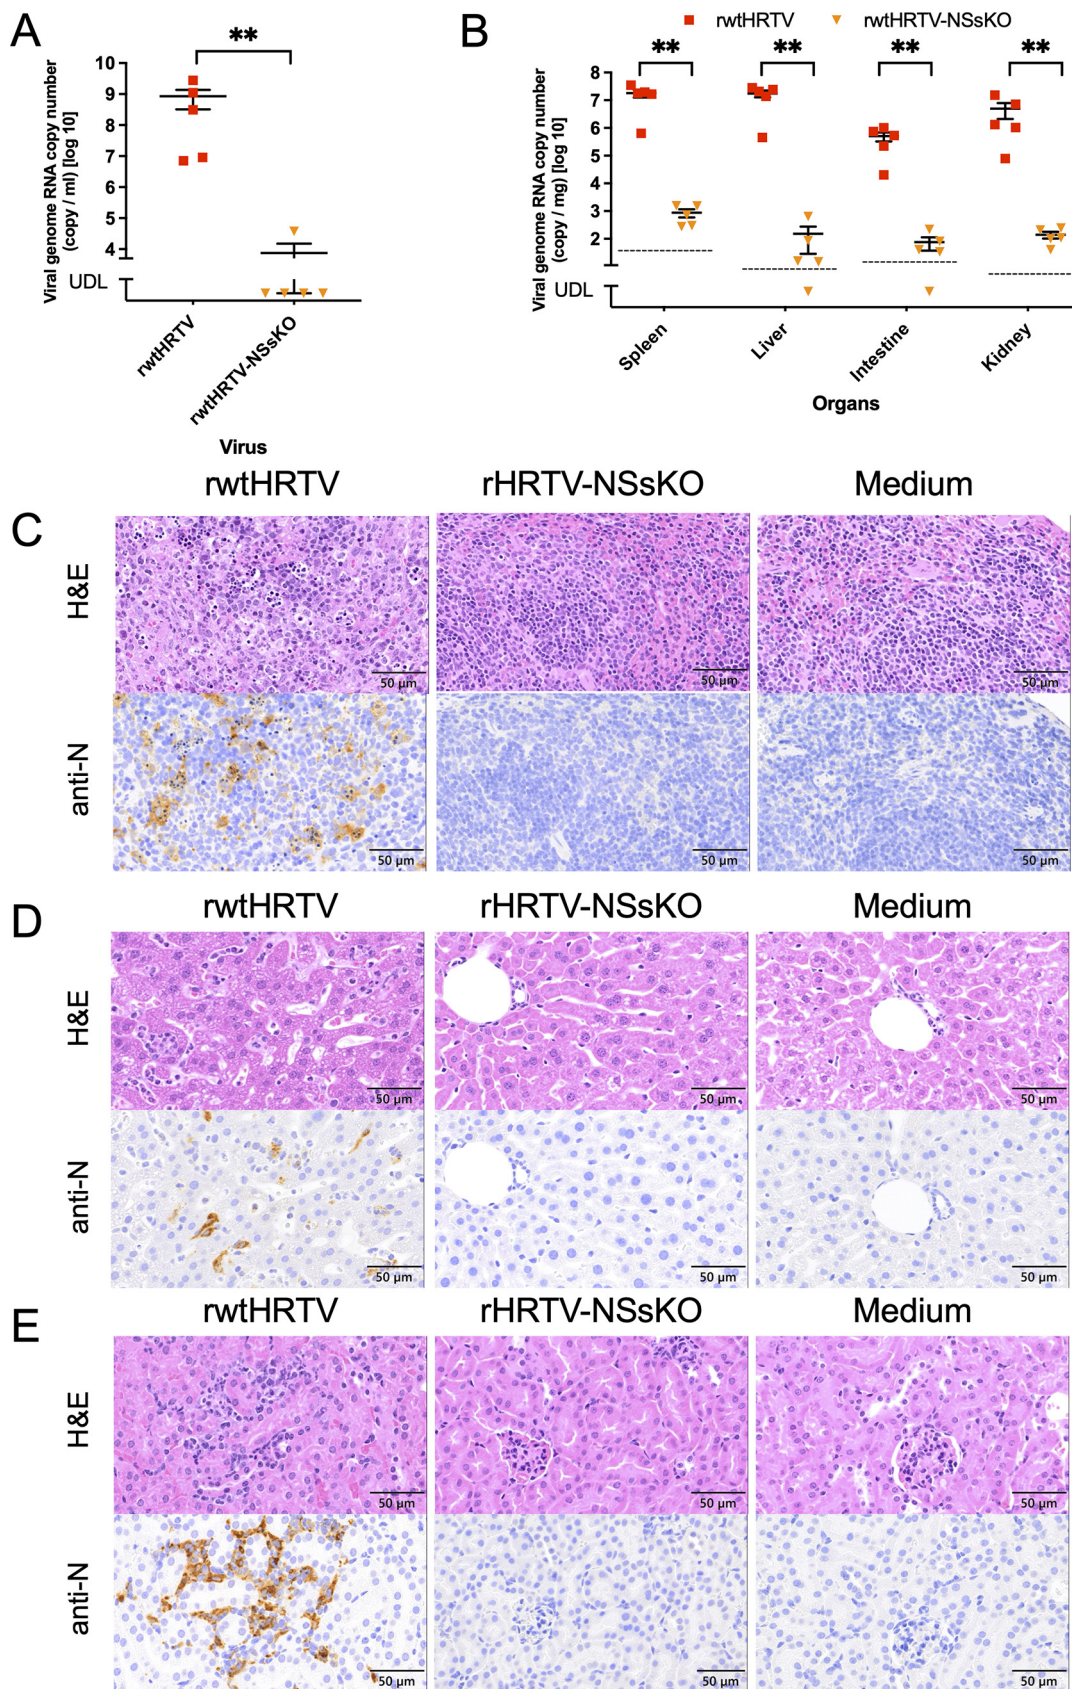 A
**
10
9
8
7
6
5
4
UDL
Viral genome RNA copy number
(copy / ml) [log 10]
rwtHRTV
rwtHRTV-NSsKO
Virus
B
rwtHRTV
rwtHRTV-NSsKO
** ** ** **
8
7
6
5
4
3
2
UDL
Viral genome RNA copy number
(copy / mg) [log 10]
Spleen
Liver
Intestine
Kidney
Organs
C
rwtHRTV rHRTV-NSsKO Medium
H&E
50 µm 50 µm 50 µm
anti-N
50 µm 50 µm 50 µm
D
rwtHRTV rHRTV-NSsKO Medium
H&E
50 µm 50 µm 50 µm
anti-N
50 µm 50 µm 50 µm
E
rwtHRTV rHRTV-NSsKO Medium
H&E
50 µm 50 µm 50 µm
anti-N
50 µm 50 µm 50 µm